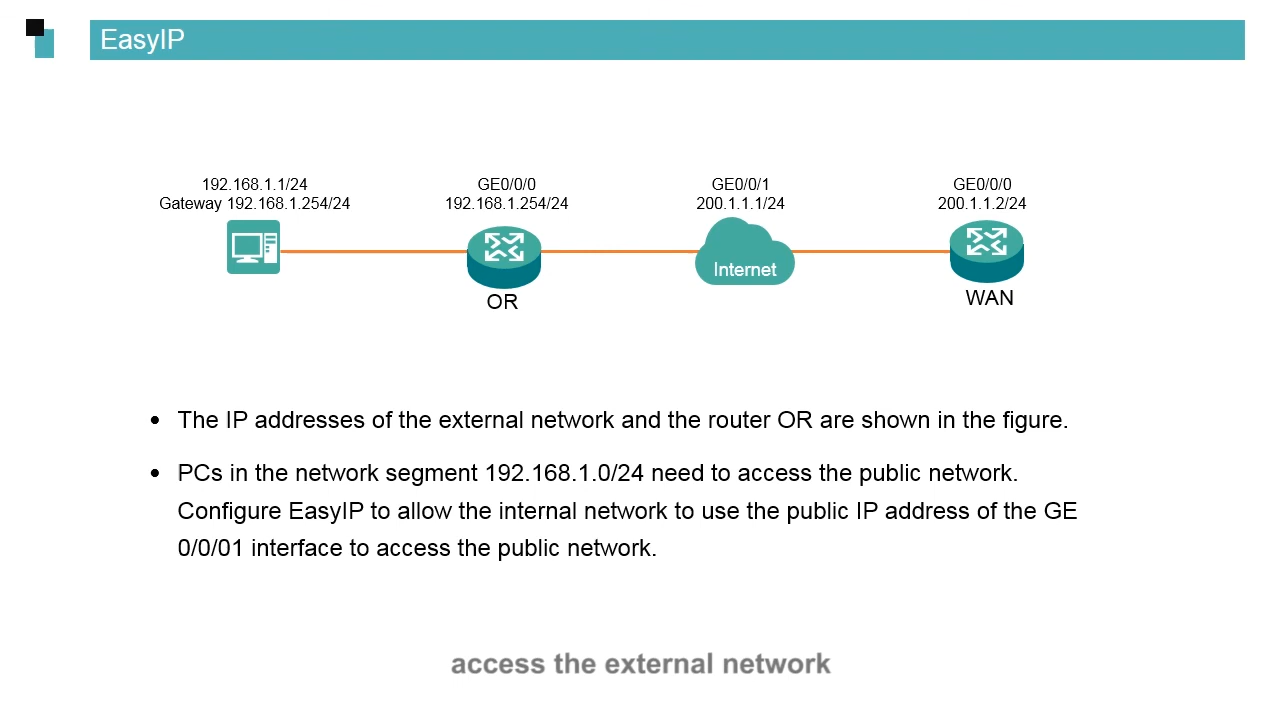 EasyIP
192.168.1.1/24
Gateway 192.168.1.254/24
GE0/0/0
192.168.1.254/24
GE0/0/1
200.1.1.1/24
GE0/0/0
200.1.1.2/24
Internet
OR
WAN
• The IP addresses of the external network and the router OR are shown in the figure.
• PCs in the network segment 192.168.1.0/24 need to access the public network.
Configure EasyIP to allow the internal network to use the public IP address of the GE
0/0/01 interface to access the public network.
access the external network